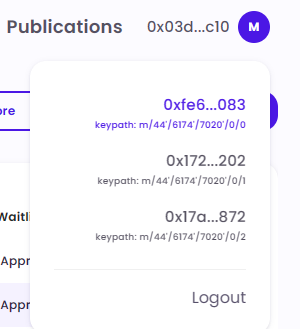 Publications 0x03d...c10 M
0xfe6...083
ore
keypath: m/44'/6174'/7020'/0/0
0x172...202
keypath: m/44'/6174'/7020'/0/1
0x17a...872
Waitli
keypath: m/44'/6174'/7020'/0/2
Appr
Logout
Appr